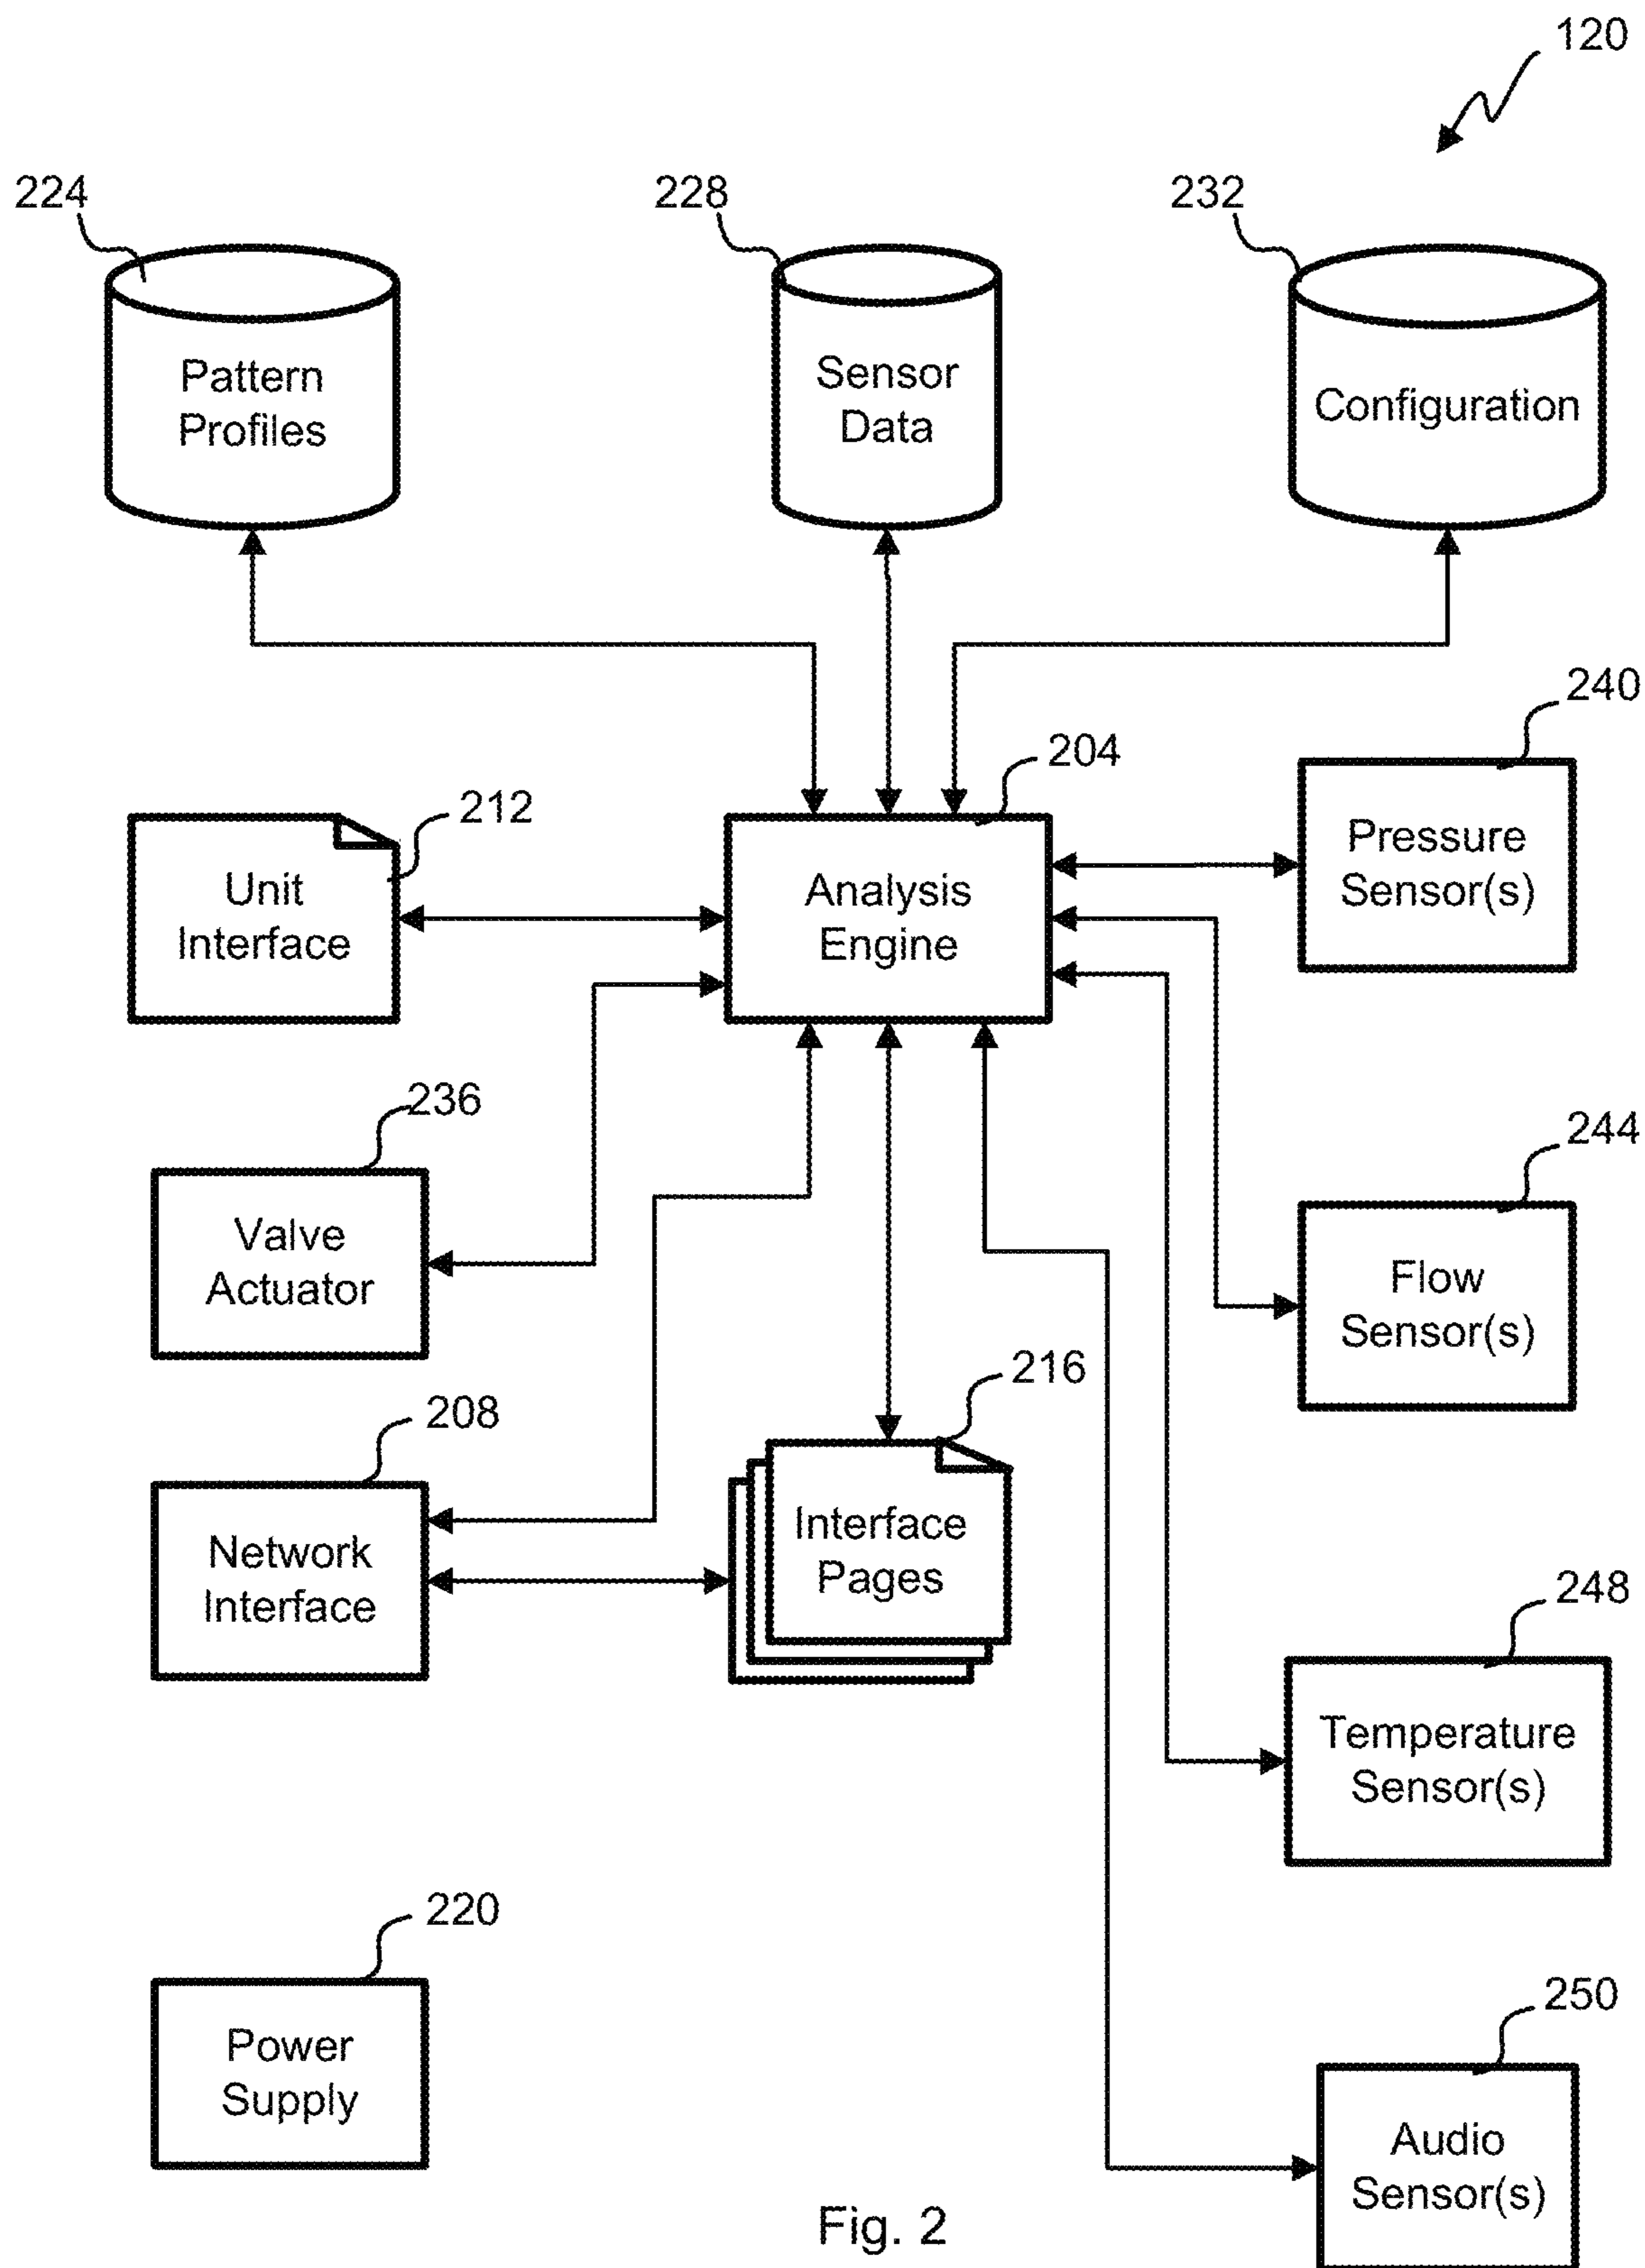 120
224
228
232
Pattern
Profiles
Sensor
Data
Configuration
240
204
212
Pressure
Sensor(s)
Unit
Interface
Analysis
Engine
236
244
Valve
Actuator
Flow
Sensor(s)
216
208
Interface
Pages
Network
Interface
248
Temperature
Sensor(s)
220
250
Power
Supply
Audio
Sensor(s)
Fig. 2